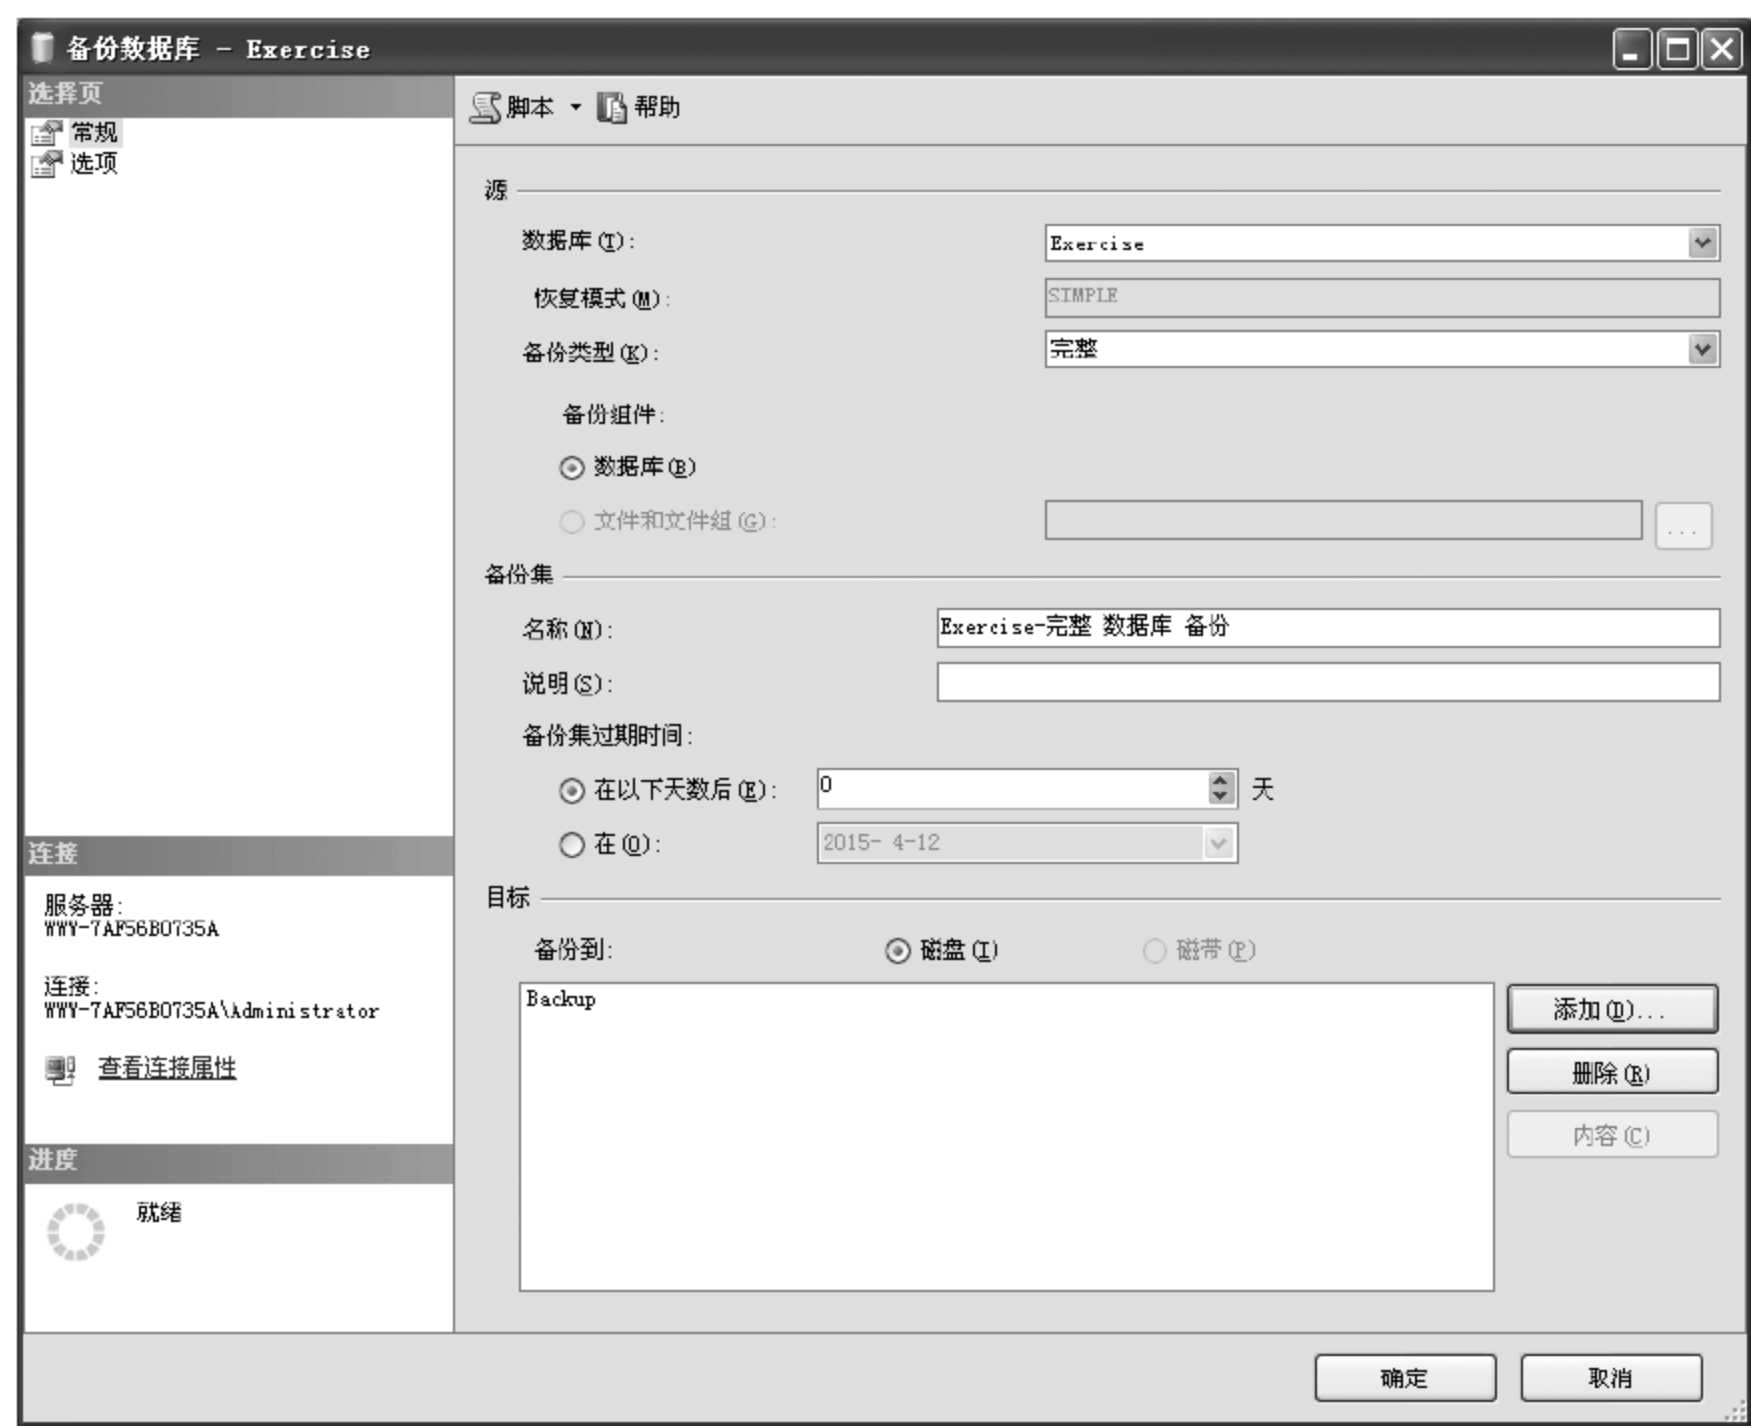 备份数据库 - Exercise
选择页
常规
选项
脚本 帮助
源
数据库(T): Exercise
恢复模式(M): SIMPLE
备份类型(K): 完整
备份组件:
数据库(B)
文件和文件组(G): ...
备份集
名称(N): Exercise-完整 数据库 备份
说明(S):
备份集过期时间:
在以下天数后(E): 0 天
在(O): 2015- 4-12
目标
备份到: 磁盘(I) 磁带(P)
Backup
添加(D)...
删除(R)
内容(C)
连接
服务器:
WWY-7AF56B0735A
连接:
WWY-7AF56B0735A\Administrator
查看连接属性
进度
就绪
确定 取消